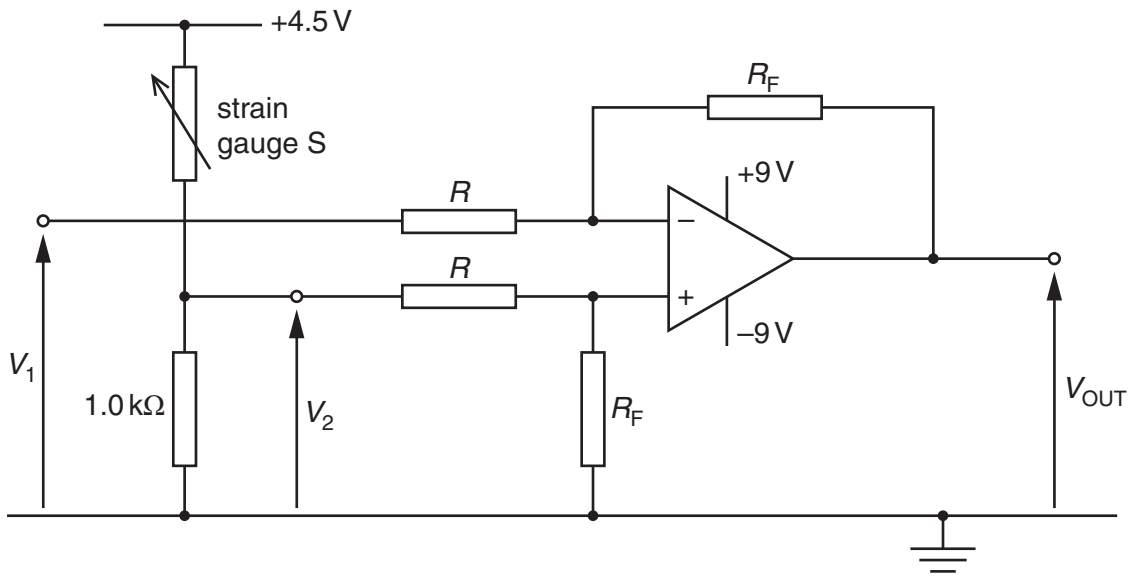 +4.5 V
strain
gauge S
R_F
+9 V
R
–
R
+
–9 V
V_1
1.0 kΩ
V_2
R_F
V_OUT